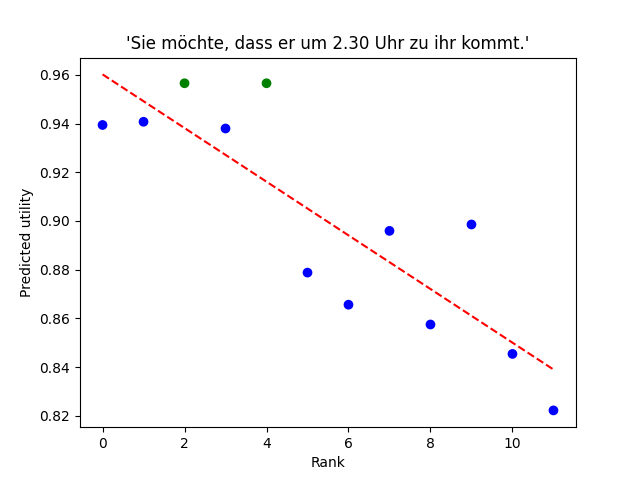 'Sie möchte, dass er um 2.30 Uhr zu ihr kommt.'
Predicted utility
0.96
0.94
0.92
0.90
0.88
0.86
0.84
0.82
0 2 4 6 8 10
Rank